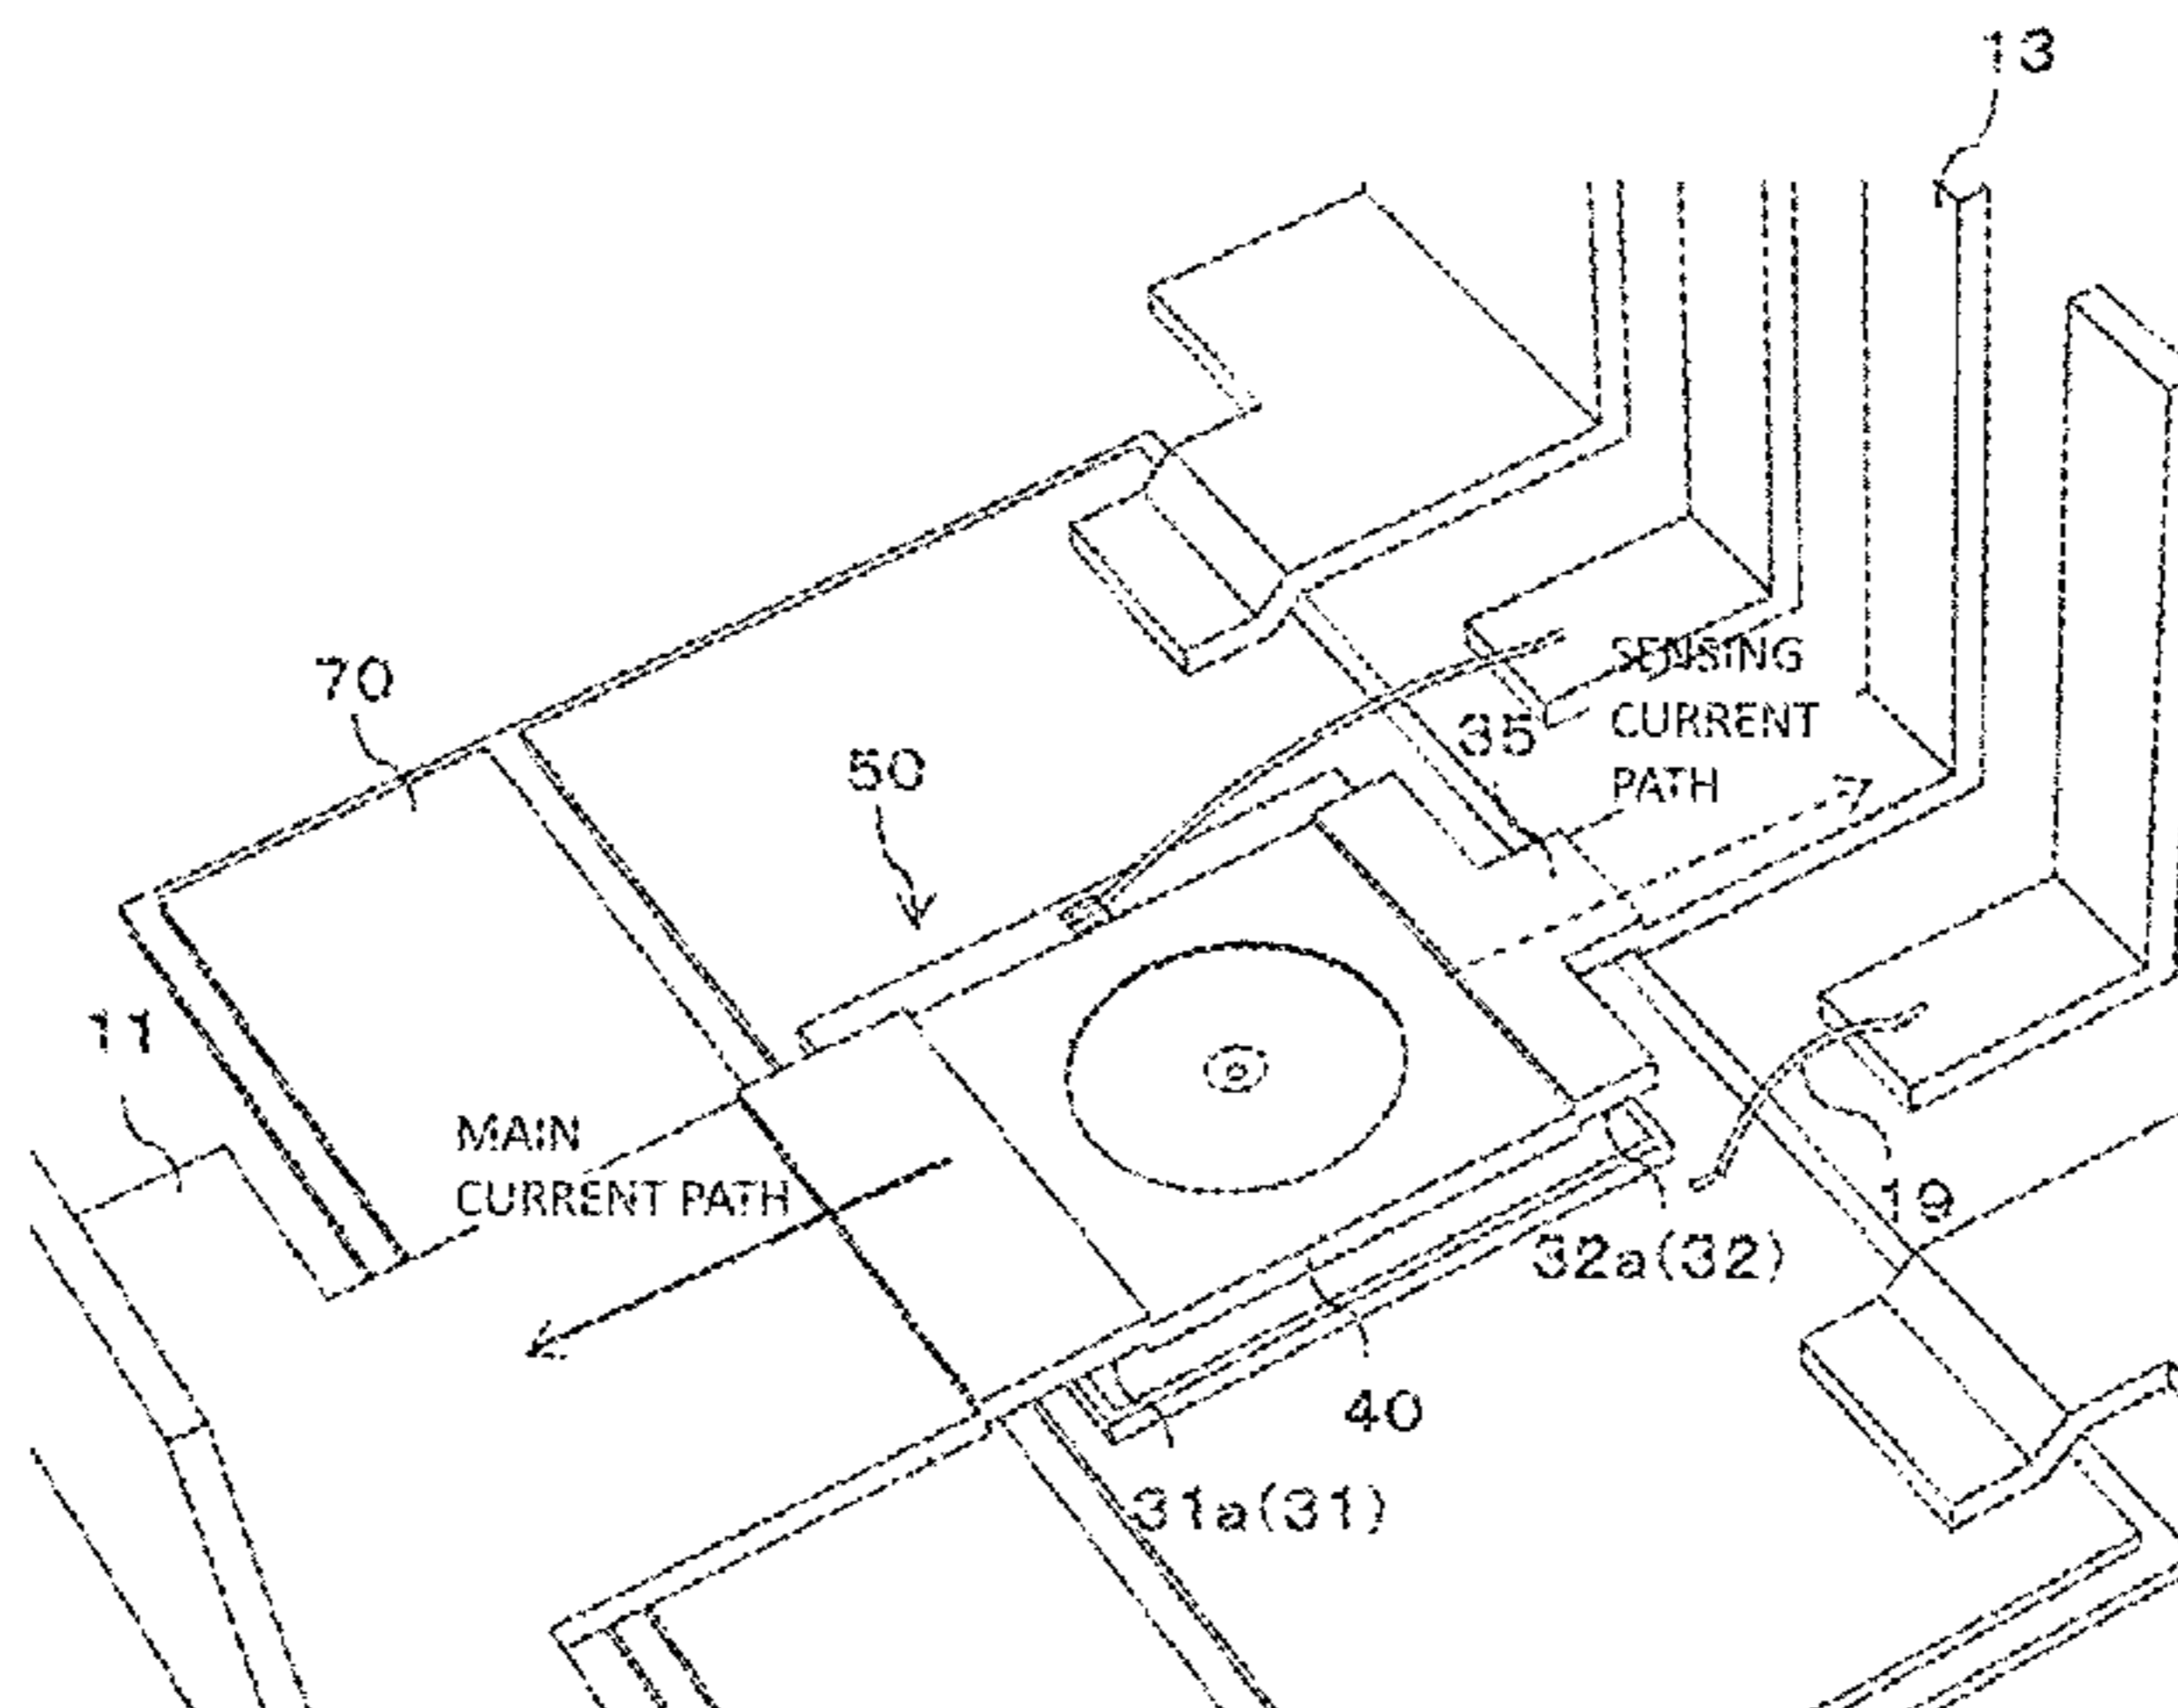 13
SENSING
CURRENT
PATH
70
35
50
11
MAIN
CURRENT PATH
19
32a(32)
40
31a(31)